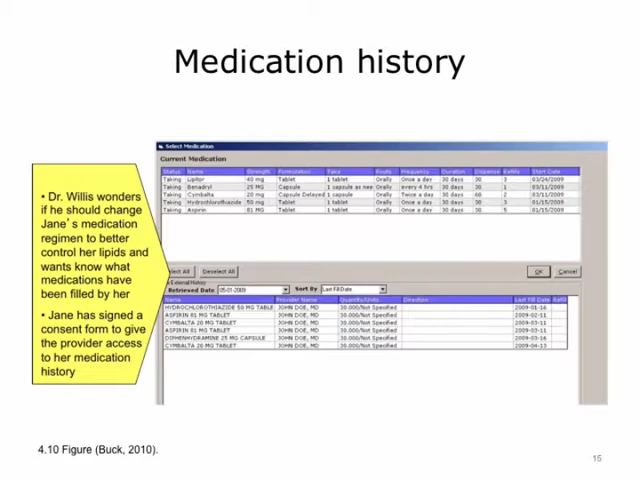 Medication history
• Dr. Willis wonders
if he should change
Jane's medication
regimen to better
control her lipids and
wants know what
medications have
been filled by her
• Jane has signed a
consent form to give
the provider access
to her medication
history
Select Medication
Current Medication
Status Name Strength Formulation Take Route Frequency Duration Dispense Refills Start Date
Taking Lipitor 40 mg Tablet 1 tablet Orally Once a day 30 days 30 3 03/24/2009
Taking Benadryl 25 MG Capsule 1 capsule as nee Orally every 4 hrs 30 days 30 1 03/11/2009
Taking Cymbalta 20 mg Capsule Delayed 1 tablet Orally Twice a day 30 days 60 2 03/11/2009
Taking Hydrochlorothiazide 50 mg Tablet 1 tablet Orally Once a day 30 days 30 3 01/15/2009
Taking Aspirin 81 MG Tablet 1 tablet Orally Once a day 30 days 30 5 01/15/2009
lect All Deselect All OK Cancel
External History
Retrieved Date 05-01-2009 Sort By Last Fill Date
Name Provider Name Quantity/Units Direction Last Fill Date Refill
HYDROCHLOROTHIAZIDE 50 MG TABLE JOHN DOE, MD 30.000/Not Specified 2009-01-16
ASPIRIN 81 MG TABLET JOHN DOE, MD 30.000/Not Specified 2009-02-11
CYMBALTA 20 MG TABLET JOHN DOE, MD 30.000/Not Specified 2009-03-11
ASPIRIN 81 MG TABLET JOHN DOE, MD 30.000/Not Specified 2009-03-11
DIPHENHYDRAMINE 25 MG CAPSULE JOHN DOE, MD 30.000/Not Specified 2009-03-11
CYMBALTA 20 MG TABLET JOHN DOE, MD 30.000/Not Specified 2009-04-13
4.10 Figure (Buck, 2010).
15